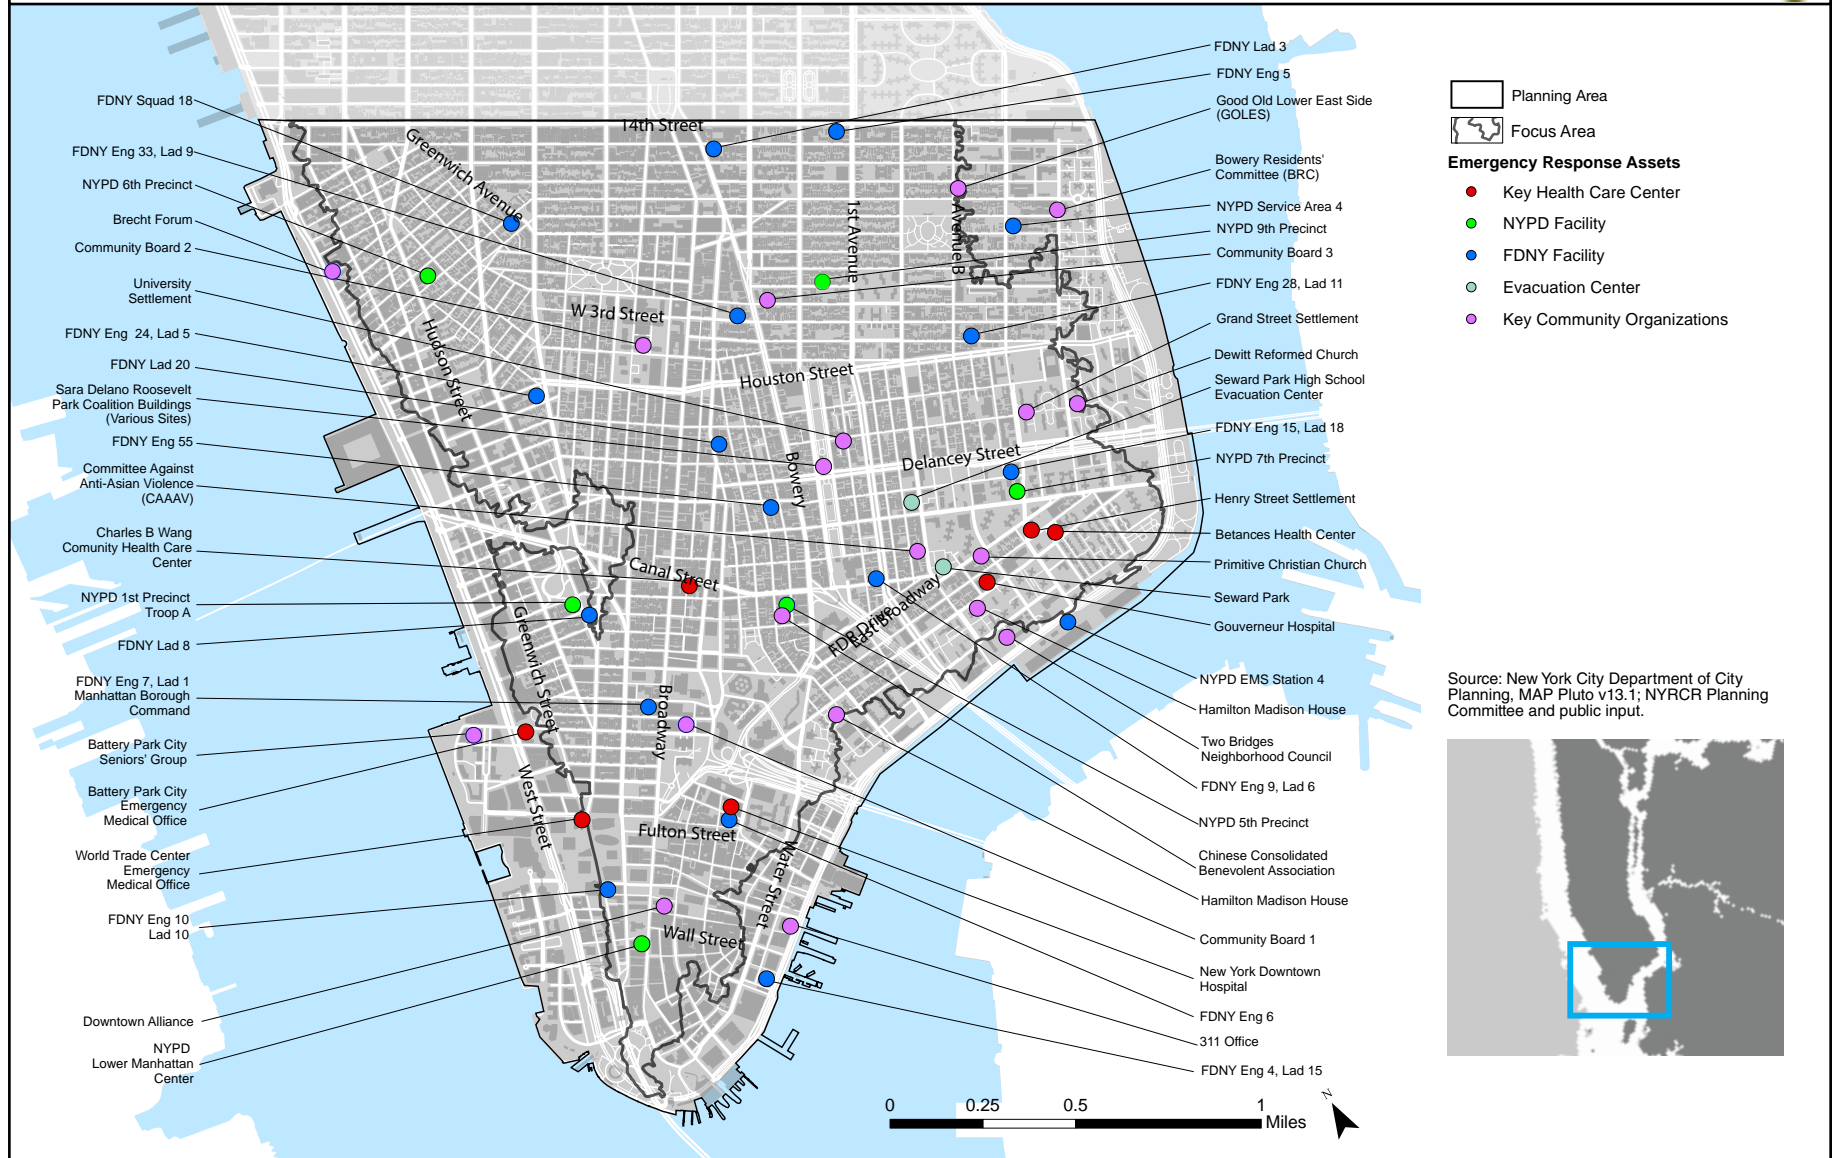 FDNY Squad 18
FDNY Eng 33, Lad 9
NYPD 6th Precinct
Brecht Forum
Community Board 2
University
Settlement
FDNY Eng  24, Lad 5
FDNY Lad 20
Sara Delano Roosevelt
Park Coalition Buildings
(Various Sites)
FDNY Eng 55
Committee Against
Anti-Asian Violence
(CAAAV)
Charles B Wang
Comunity Health Care
Center
NYPD 1st Precinct
Troop A
FDNY Lad 8
FDNY Eng 7, Lad 1
Manhattan Borough
Command
Battery Park City
Seniors' Group
Battery Park City
Emergency
Medical Office
World Trade Center
Emergency
Medical Office
FDNY Eng 10
Lad 10
Downtown Alliance
NYPD
Lower Manhattan
Center
14th Street
Greenwich Avenue
1st Avenue
Avenue B
W 3rd Street
Hudson Street
Houston Street
Bowery
Delancey Street
Canal Street
FDR Drive
East Broadway
Greenwich Street
Broadway
West Street
Fulton Street
Water Street
Wall Street
FDNY Lad 3
FDNY Eng 5
Good Old Lower East Side
(GOLES)
Bowery Residents'
Committee (BRC)
NYPD Service Area 4
NYPD 9th Precinct
Community Board 3
FDNY Eng 28, Lad 11
Grand Street Settlement
Dewitt Reformed Church
Seward Park High School
Evacuation Center
FDNY Eng 15, Lad 18
NYPD 7th Precinct
Henry Street Settlement
Betances Health Center
Primitive Christian Church
Seward Park
Gouverneur Hospital
NYPD EMS Station 4
Hamilton Madison House
Two Bridges
Neighborhood Council
FDNY Eng 9, Lad 6
NYPD 5th Precinct
Chinese Consolidated
Benevolent Association
Hamilton Madison House
Community Board 1
New York Downtown
Hospital
FDNY Eng 6
311 Office
FDNY Eng 4, Lad 15
0 0.25 0.5 1
Miles
N
Planning Area
Focus Area
Emergency Response Assets
Key Health Care Center
NYPD Facility
FDNY Facility
Evacuation Center
Key Community Organizations
Source: New York City Department of City
Planning, MAP Pluto v13.1; NYRCR Planning
Committee and public input.